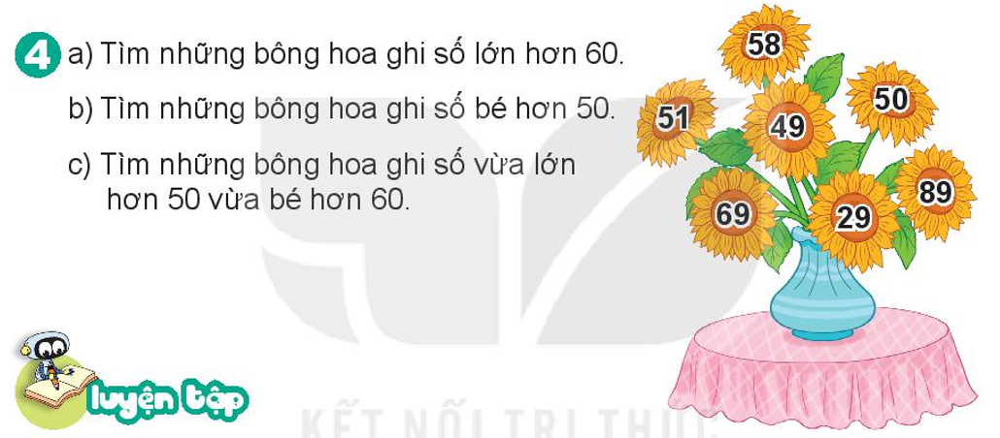 4 a) Tìm những bông hoa ghi số lớn hơn 60.
b) Tìm những bông hoa ghi số bé hơn 50.
c) Tìm những bông hoa ghi số vừa lớn
hơn 50 vừa bé hơn 60.
58
51
49
50
69
29
89
luyện tập
KẾT NỐI TRI THỨC